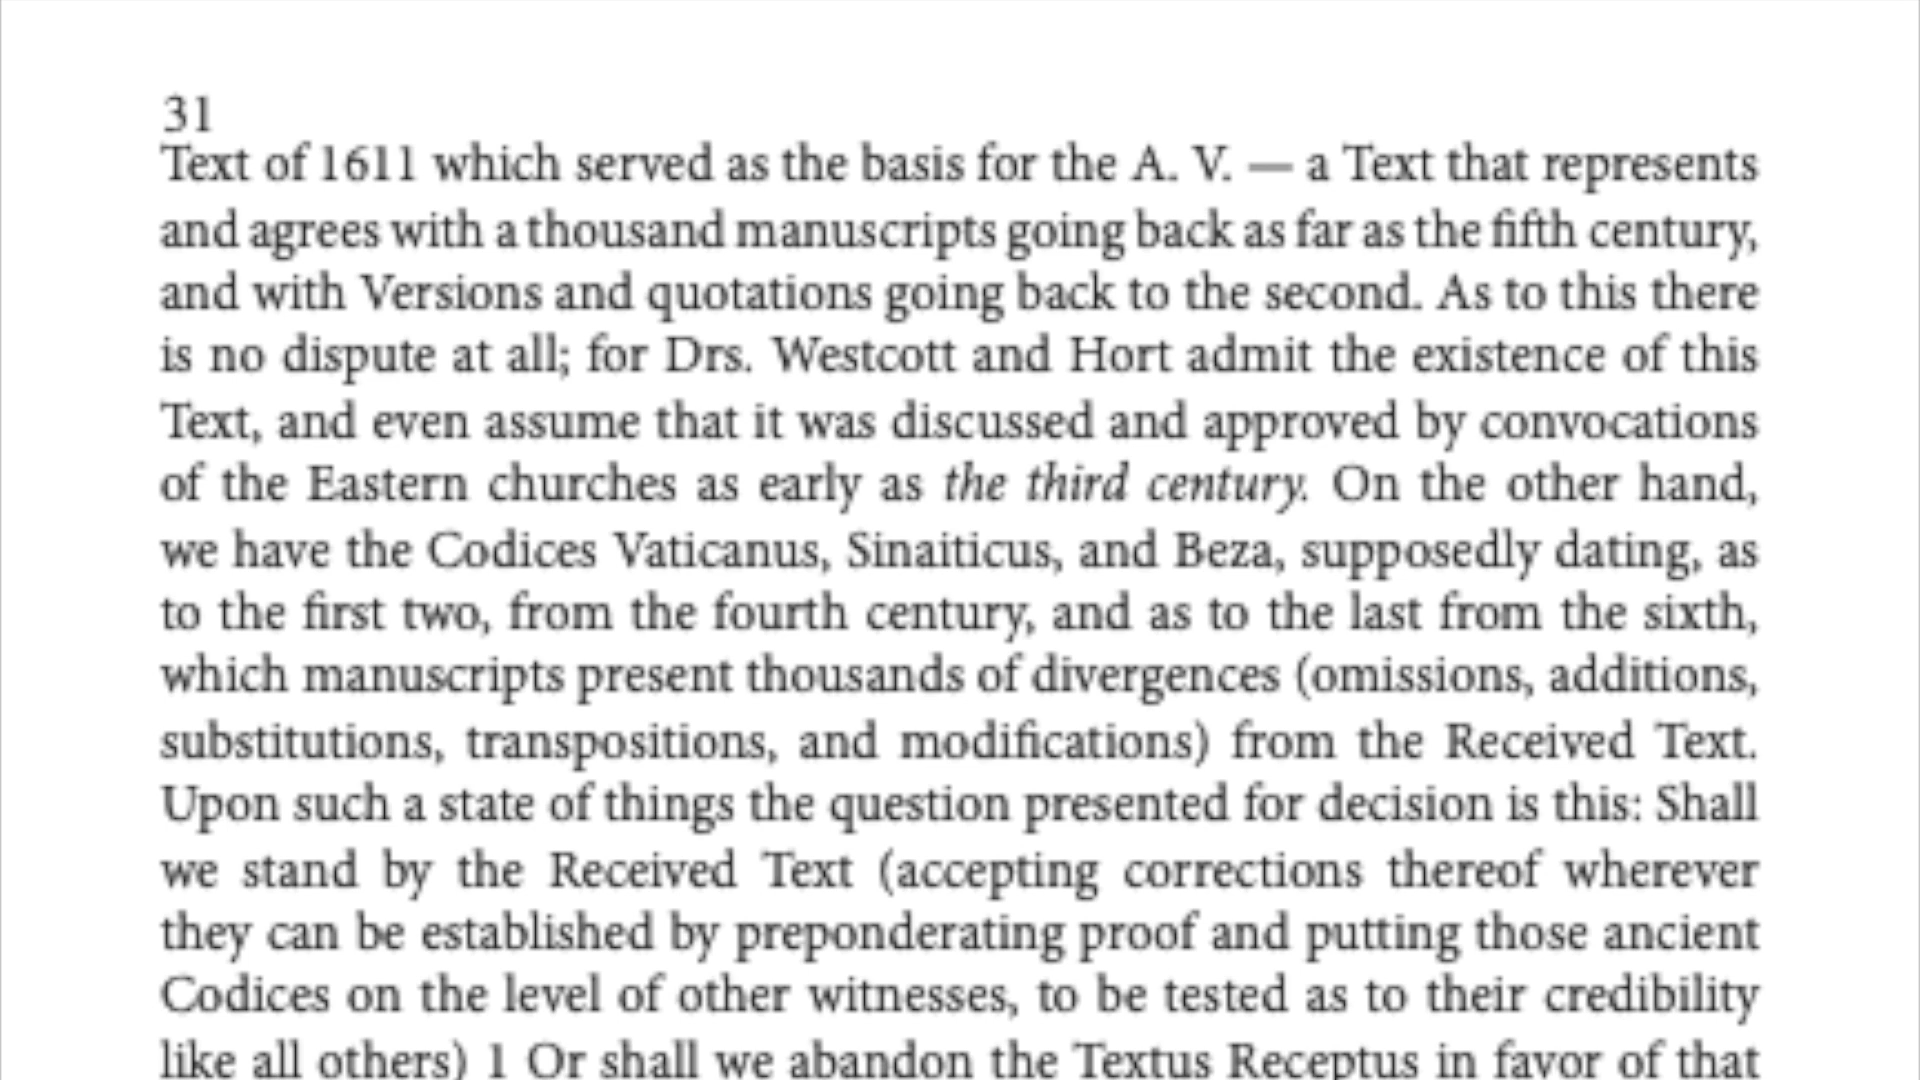 31
Text of 1611 which served as the basis for the A. V. — a Text that represents
and agrees with a thousand manuscripts going back as far as the fifth century,
and with Versions and quotations going back to the second. As to this there
is no dispute at all; for Drs. Westcott and Hort admit the existence of this
Text, and even assume that it was discussed and approved by convocations
of the Eastern churches as early as the third century. On the other hand,
we have the Codices Vaticanus, Sinaiticus, and Beza, supposedly dating, as
to the first two, from the fourth century, and as to the last from the sixth,
which manuscripts present thousands of divergences (omissions, additions,
substitutions, transpositions, and modifications) from the Received Text.
Upon such a state of things the question presented for decision is this: Shall
we stand by the Received Text (accepting corrections thereof wherever
they can be established by preponderating proof and putting those ancient
Codices on the level of other witnesses, to be tested as to their credibility
like all others) 1 Or shall we abandon the Textus Receptus in favor of that